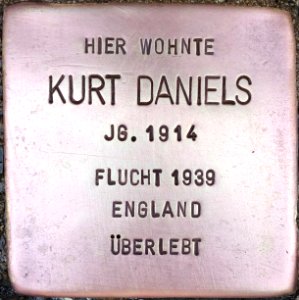 HIER WOHNTE
KURT DANIELS
JG. 1914
FLUCHT 1939
ENGLAND
ÜBERLEBT